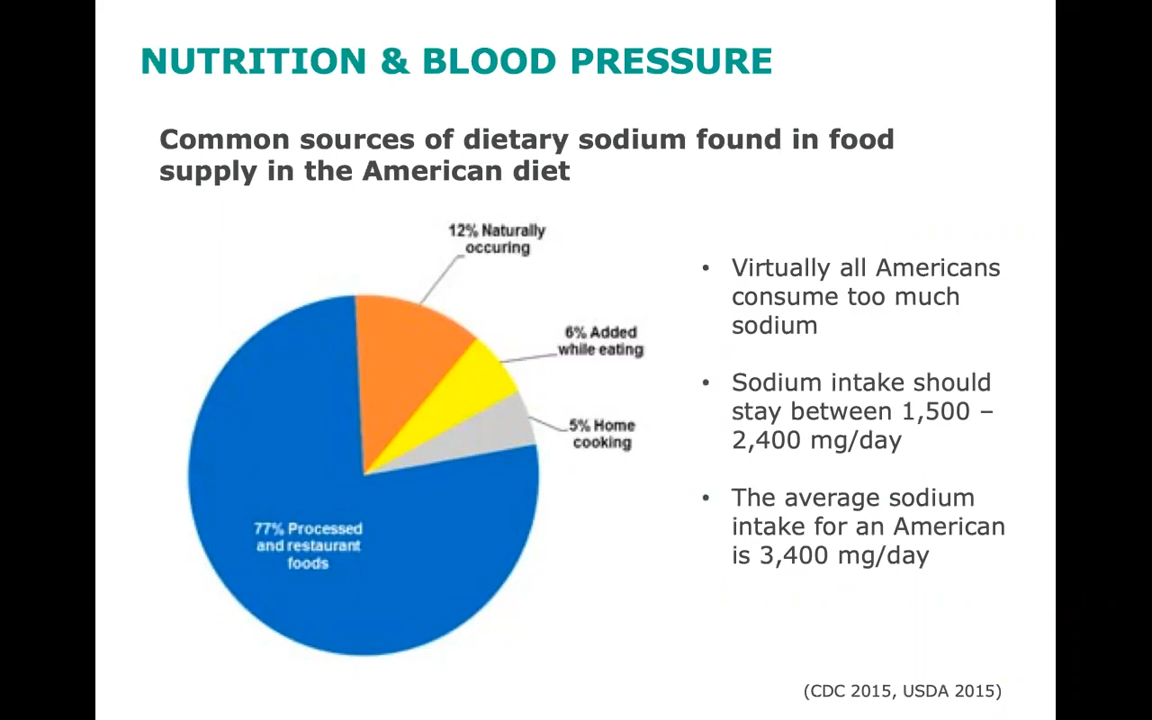 NUTRITION & BLOOD PRESSURE
Common sources of dietary sodium found in food
supply in the American diet
12% Naturally
occuring
6% Added
while eating
5% Home
cooking
77% Processed
and restaurant
foods
• Virtually all Americans
consume too much
sodium
• Sodium intake should
stay between 1,500 –
2,400 mg/day
• The average sodium
intake for an American
is 3,400 mg/day
(CDC 2015, USDA 2015)